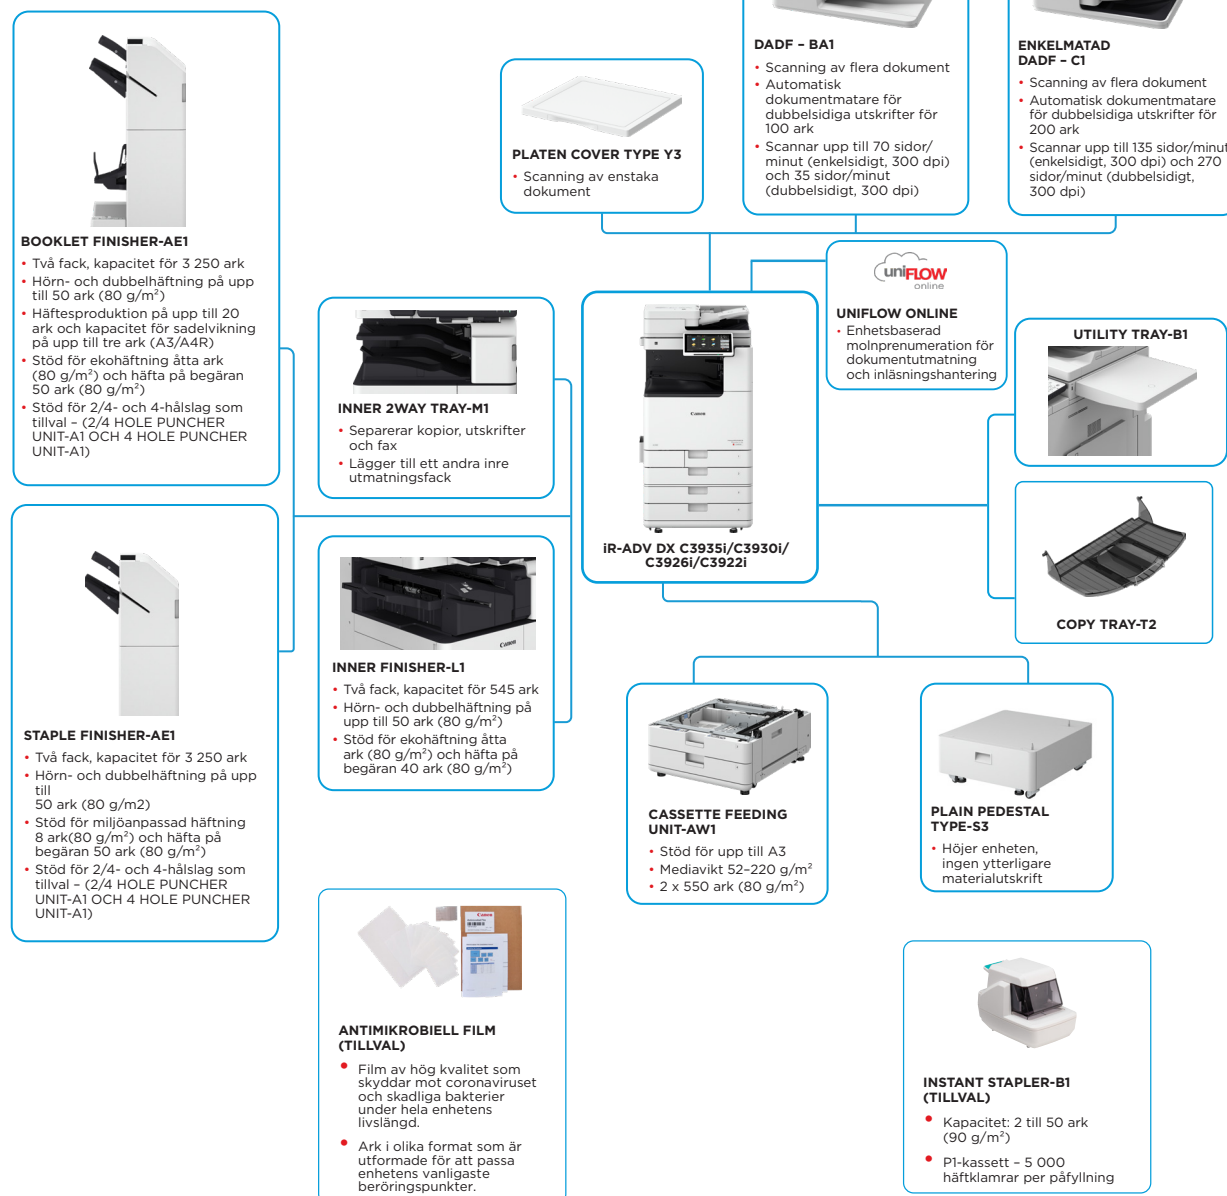 BOOKLET FINISHER-AE1
• Två fack, kapacitet för 3 250 ark
• Hörn- och dubbelhäftning på upp
till 50 ark (80 g/m²)
• Häftesproduktion på upp till 20
ark och kapacitet för sadelvikning
på upp till tre ark (A3/A4R)
• Stöd för ekohäftning åtta ark
(80 g/m²) och häfta på begäran
50 ark (80 g/m²)
• Stöd för 2/4- och 4-hålslag som
tillval – (2/4 HOLE PUNCHER
UNIT-A1 OCH 4 HOLE PUNCHER
UNIT-A1)
STAPLE FINISHER-AE1
• Två fack, kapacitet för 3 250 ark
• Hörn- och dubbelhäftning på upp
till
50 ark (80 g/m2)
• Stöd för miljöanpassad häftning
8 ark(80 g/m²) och häfta på
begäran 50 ark (80 g/m²)
• Stöd för 2/4- och 4-hålslag som
tillval – (2/4 HOLE PUNCHER
UNIT-A1 OCH 4 HOLE PUNCHER
UNIT-A1)
INNER 2WAY TRAY-M1
• Separerar kopior, utskrifter
och fax
• Lägger till ett andra inre
utmatningsfack
Canon
INNER FINISHER-L1
• Två fack, kapacitet för 545 ark
• Hörn- och dubbelhäftning på
upp till 50 ark (80 g/m²)
• Stöd för ekohäftning åtta
ark (80 g/m²) och häfta på
begäran 40 ark (80 g/m²)
Canon
ANTIMIKROBIELL FILM
(TILLVAL)
• Film av hög kvalitet som
skyddar mot coronaviruset
och skadliga bakterier
under hela enhetens
livslängd.
• Ark i olika format som är
utformade för att passa
enhetens vanligaste
beröringspunkter.
PLATEN COVER TYPE Y3
• Scanning av enstaka
dokument
DADF – BA1
• Scanning av flera dokument
• Automatisk
dokumentmatare för
dubbelsidiga utskrifter för
100 ark
• Scannar upp till 70 sidor/
minut (enkelsidigt, 300 dpi)
och 35 sidor/minut
(dubbelsidigt, 300 dpi)
ENKELMATAD
DADF – C1
• Scanning av flera dokument
• Automatisk dokumentmatare
för dubbelsidiga utskrifter för
200 ark
• Scannar upp till 135 sidor/minut
(enkelsidigt, 300 dpi) och 270
sidor/minut (dubbelsidigt,
300 dpi)
uniFLOW
online
UNIFLOW ONLINE
• Enhetsbaserad
molnprenumeration för
dokumentutmatning
och inläsningshantering
Canon
iR-ADV DX C3935i/C3930i/
C3926i/C3922i
UTILITY TRAY-B1
COPY TRAY-T2
CASSETTE FEEDING
UNIT-AW1
• Stöd för upp till A3
• Mediavikt 52–220 g/m²
• 2 x 550 ark (80 g/m²)
PLAIN PEDESTAL
TYPE-S3
• Höjer enheten,
ingen ytterligare
materialutskrift
INSTANT STAPLER-B1
(TILLVAL)
• Kapacitet: 2 till 50 ark
(90 g/m²)
• P1-kassett – 5 000
häftklamrar per påfyllning